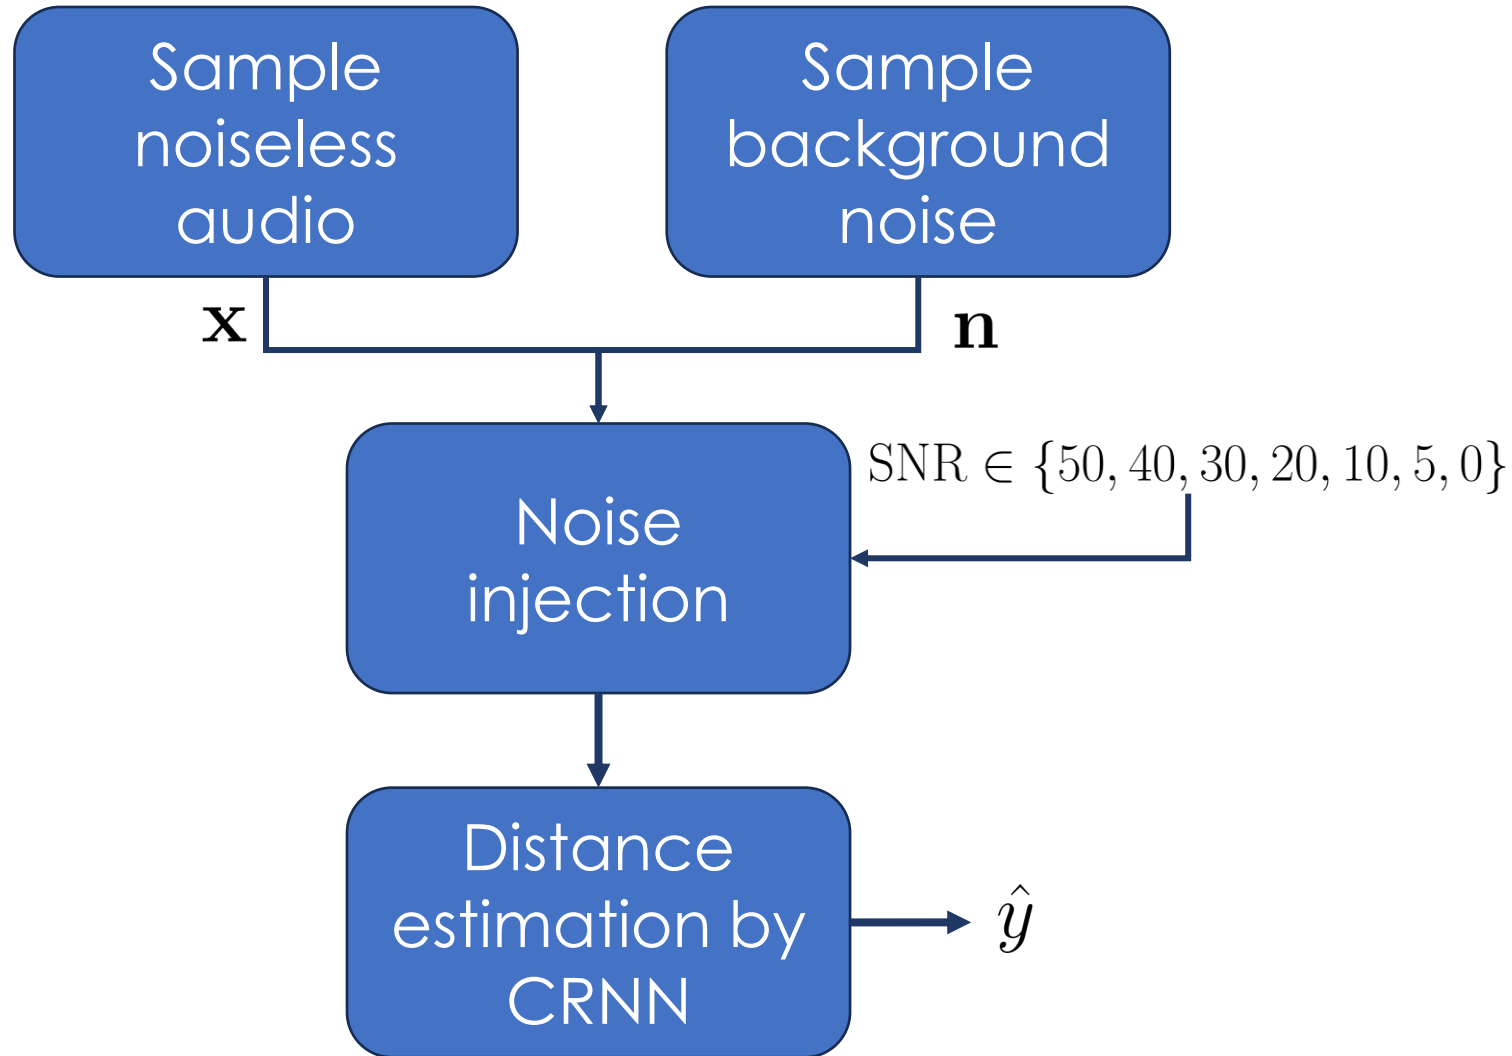 Sample
noiseless
audio
Sample
background
noise
x
n
SNR ∈ {50, 40, 30, 20, 10, 5, 0}
Noise
injection
Distance
estimation by
CRNN
ŷ